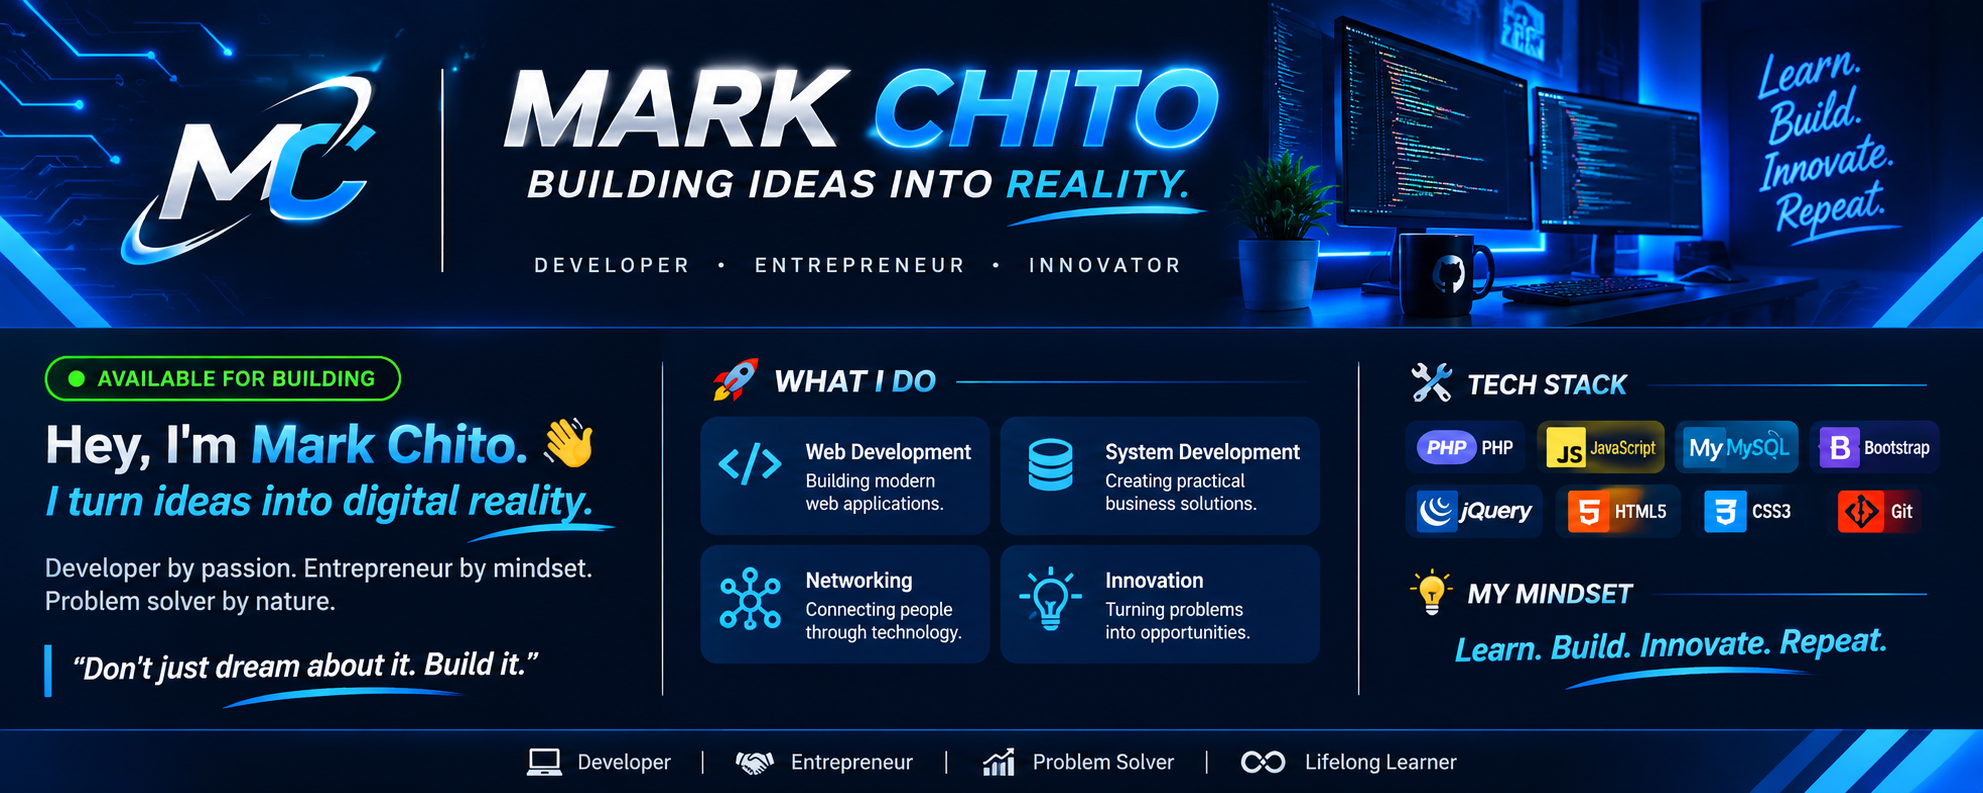 MC
MARK CHITO
BUILDING IDEAS INTO REALITY.
DEVELOPER • ENTREPRENEUR • INNOVATOR
Learn.
Build.
Innovate.
Repeat.
AVAILABLE FOR BUILDING
Hey, I'm Mark Chito.
I turn ideas into digital reality.
Developer by passion. Entrepreneur by mindset.
Problem solver by nature.
“Don't just dream about it. Build it.”
WHAT I DO
Web Development
Building modern
web applications.
System Development
Creating practical
business solutions.
Networking
Connecting people
through technology.
Innovation
Turning problems
into opportunities.
TECH STACK
PHP PHP
JS JavaScript
My MySQL
B Bootstrap
jQuery
5 HTML5
3 CSS3
Git
MY MINDSET
Learn. Build. Innovate. Repeat.
Developer | Entrepreneur | Problem Solver | Lifelong Learner